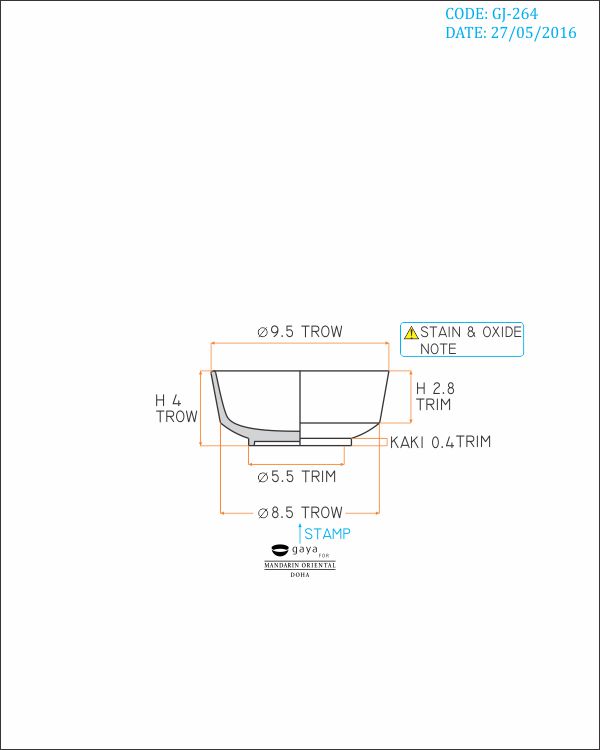 CODE: GJ-264
DATE: 27/05/2016
⌀9.5 TROW
STAIN & OXIDE
NOTE
H 4
TROW
H 2.8
TRIM
KAKI 0.4TRIM
⌀5.5 TRIM
⌀8.5 TROW
STAMP
gaya
FOR
MANDARIN ORIENTAL
DOHA